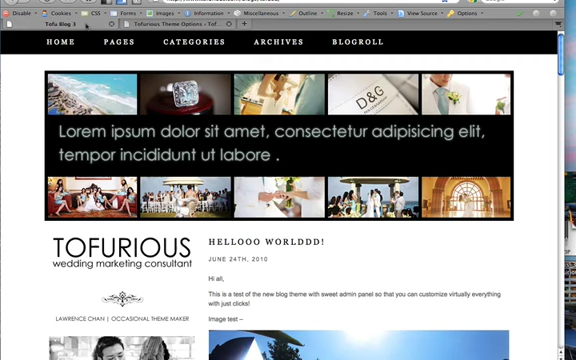 Disable Cookies CSS Forms Images Information Miscellaneous Outline Resize Tools View Source Options
Tofu Blog 3 Tofurious Theme Options ‹ Tof...
HOME PAGES CATEGORIES ARCHIVES BLOGROLL
D&G
Lorem ipsum dolor sit amet, consectetur adipisicing elit,
tempor incididunt ut labore .
TOFURIOUS
wedding marketing consultant
LAWRENCE CHAN | OCCASIONAL THEME MAKER
HELLOOO WORLDDD!
JUNE 24TH, 2010
Hi all,
This is a test of the new blog theme with sweet admin panel so that you can customize virtually everything
with just clicks!
Image test –